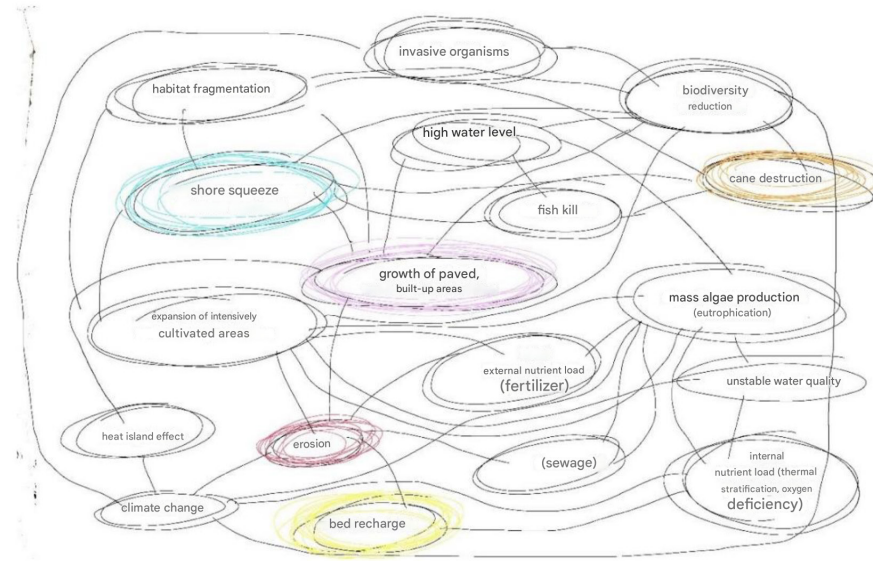 invasive organisms
habitat fragmentation
biodiversity
reduction
high water level
cane destruction
shore squeeze
fish kill
growth of paved,
built-up areas
mass algae production
(eutrophication)
expansion of intensively
cultivated areas
external nutrient load
(fertilizer)
unstable water quality
heat island effect
erosion
(sewage)
internal
nutrient load (thermal
stratification, oxygen
deficiency)
climate change
bed recharge